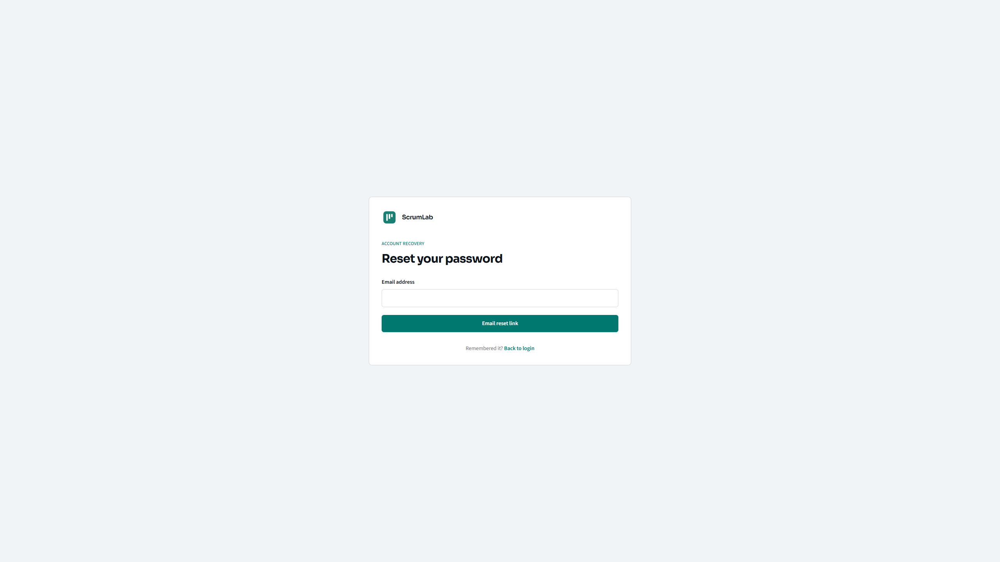 ScrumLab
ACCOUNT RECOVERY
Reset your password
Email address
Email reset link
Remembered it? Back to login